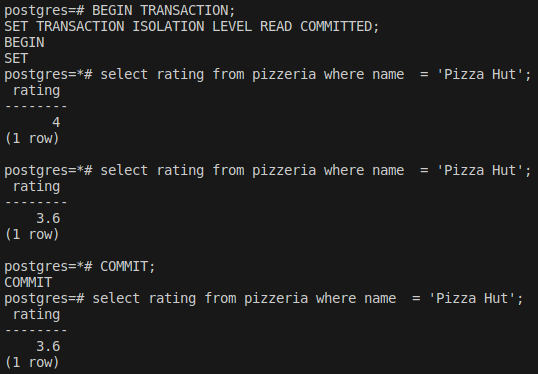 postgres=# BEGIN TRANSACTION;
SET TRANSACTION ISOLATION LEVEL READ COMMITTED;
BEGIN
SET
postgres=*# select rating from pizzeria where name  = 'Pizza Hut';
 rating
--------
      4
(1 row)

postgres=*# select rating from pizzeria where name  = 'Pizza Hut';
 rating
--------
    3.6
(1 row)

postgres=*# COMMIT;
COMMIT
postgres=# select rating from pizzeria where name  = 'Pizza Hut';
 rating
--------
    3.6
(1 row)